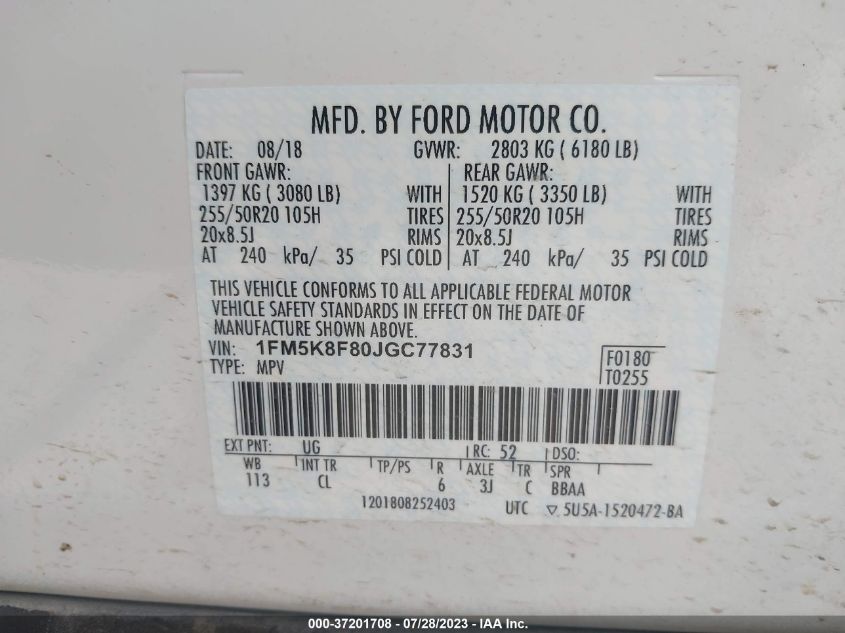 MFD. BY FORD MOTOR CO.
DATE: 08/18 GVWR: 2803 KG ( 6180 LB)
FRONT GAWR: REAR GAWR:
1397 KG ( 3080 LB) WITH 1520 KG ( 3350 LB) WITH
255/50R20 105H TIRES 255/50R20 105H TIRES
20x8.5J RIMS 20x8.5J RIMS
AT 240 kPa/ 35 PSI COLD AT 240 kPa/ 35 PSI COLD
THIS VEHICLE CONFORMS TO ALL APPLICABLE FEDERAL MOTOR
VEHICLE SAFETY STANDARDS IN EFFECT ON THE DATE OF
MANUFACTURE SHOWN ABOVE.
VIN: 1FM5K8F80JGC77831 F0180
TYPE: MPV T0255
EXT PNT: UG RC: 52 DSO:
WB INT TR TP/PS R AXLE TR SPR
113 CL 6 3J C BBAA
1201808252403 UTC ▽ 5U5A-1520472-BA
000-37201708 - 07/28/2023 - IAA Inc.